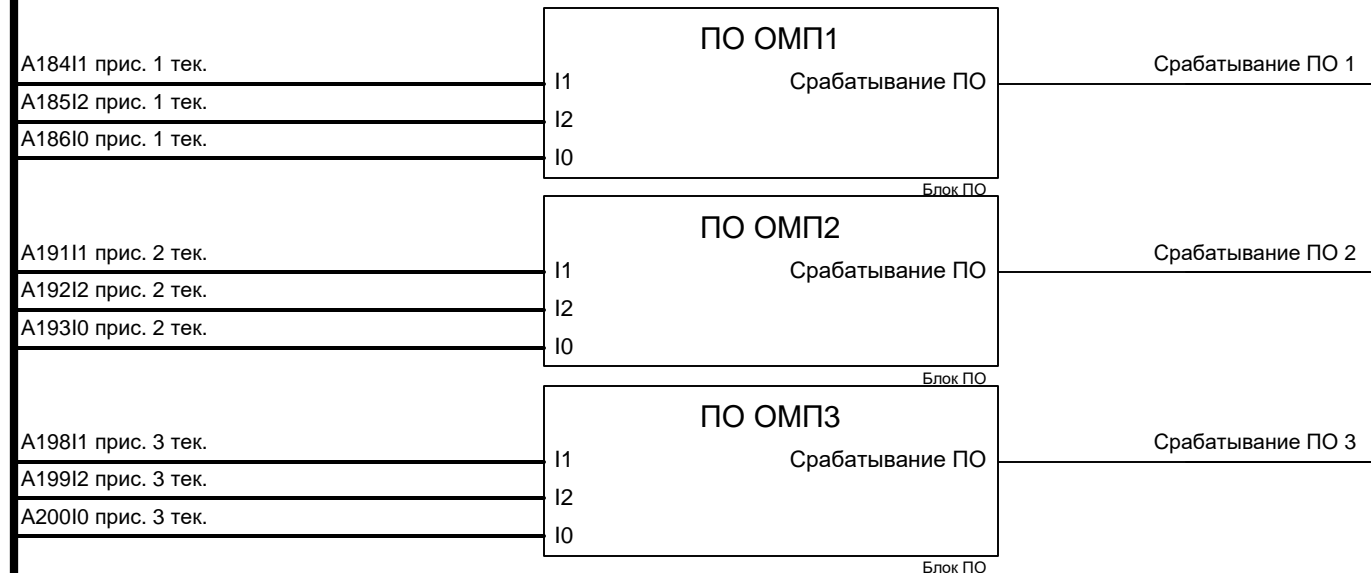 ПО ОМП1
A184I1 прис. 1 тек.
Срабатывание ПО 1
I1
Срабатывание ПО
A185I2 прис. 1 тек.
I2
A186I0 прис. 1 тек.
I0
Блок ПО
ПО ОМП2
A191I1 прис. 2 тек.
Срабатывание ПО 2
I1
Срабатывание ПО
A192I2 прис. 2 тек.
I2
A193I0 прис. 2 тек.
I0
Блок ПО
ПО ОМП3
A198I1 прис. 3 тек.
Срабатывание ПО 3
I1
Срабатывание ПО
A199I2 прис. 3 тек.
I2
A200I0 прис. 3 тек.
I0
Блок ПО